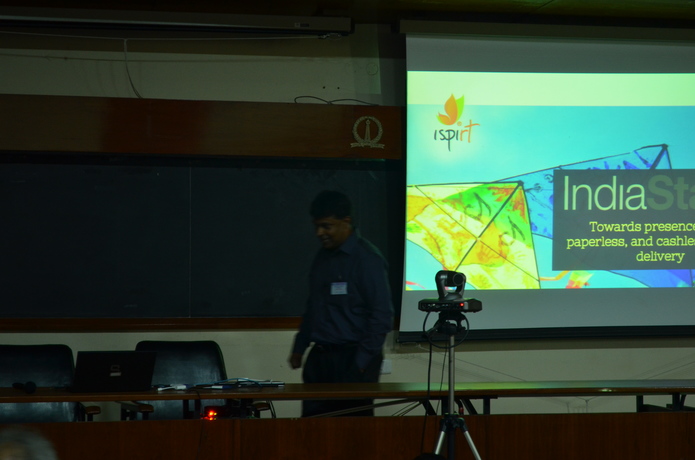 ispirt
IndiaSta
Towards presence
paperless, and cashle
delivery